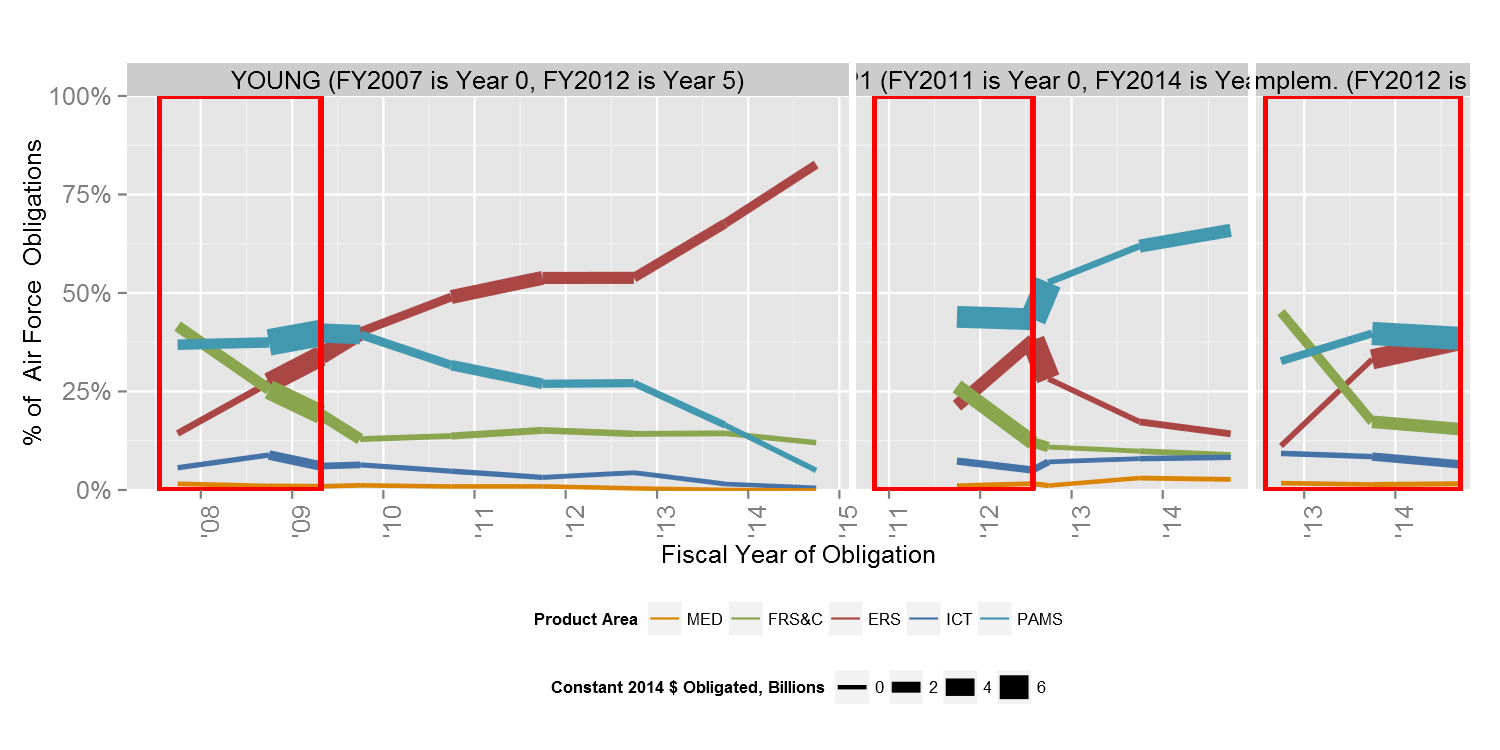 YOUNG (FY2007 is Year 0, FY2012 is Year 5)
P1 (FY2011 is Year 0, FY2014 is Yea
mplem. (FY2012 is
% of Air Force Obligations
100%
75%
50%
25%
0%
'08
'09
'10
'11
'12
'13
'14
'15
'11
'12
'13
'14
'13
'14
Fiscal Year of Obligation
Product Area MED FRS&C ERS ICT PAMS
Constant 2014 $ Obligated, Billions 0 2 4 6